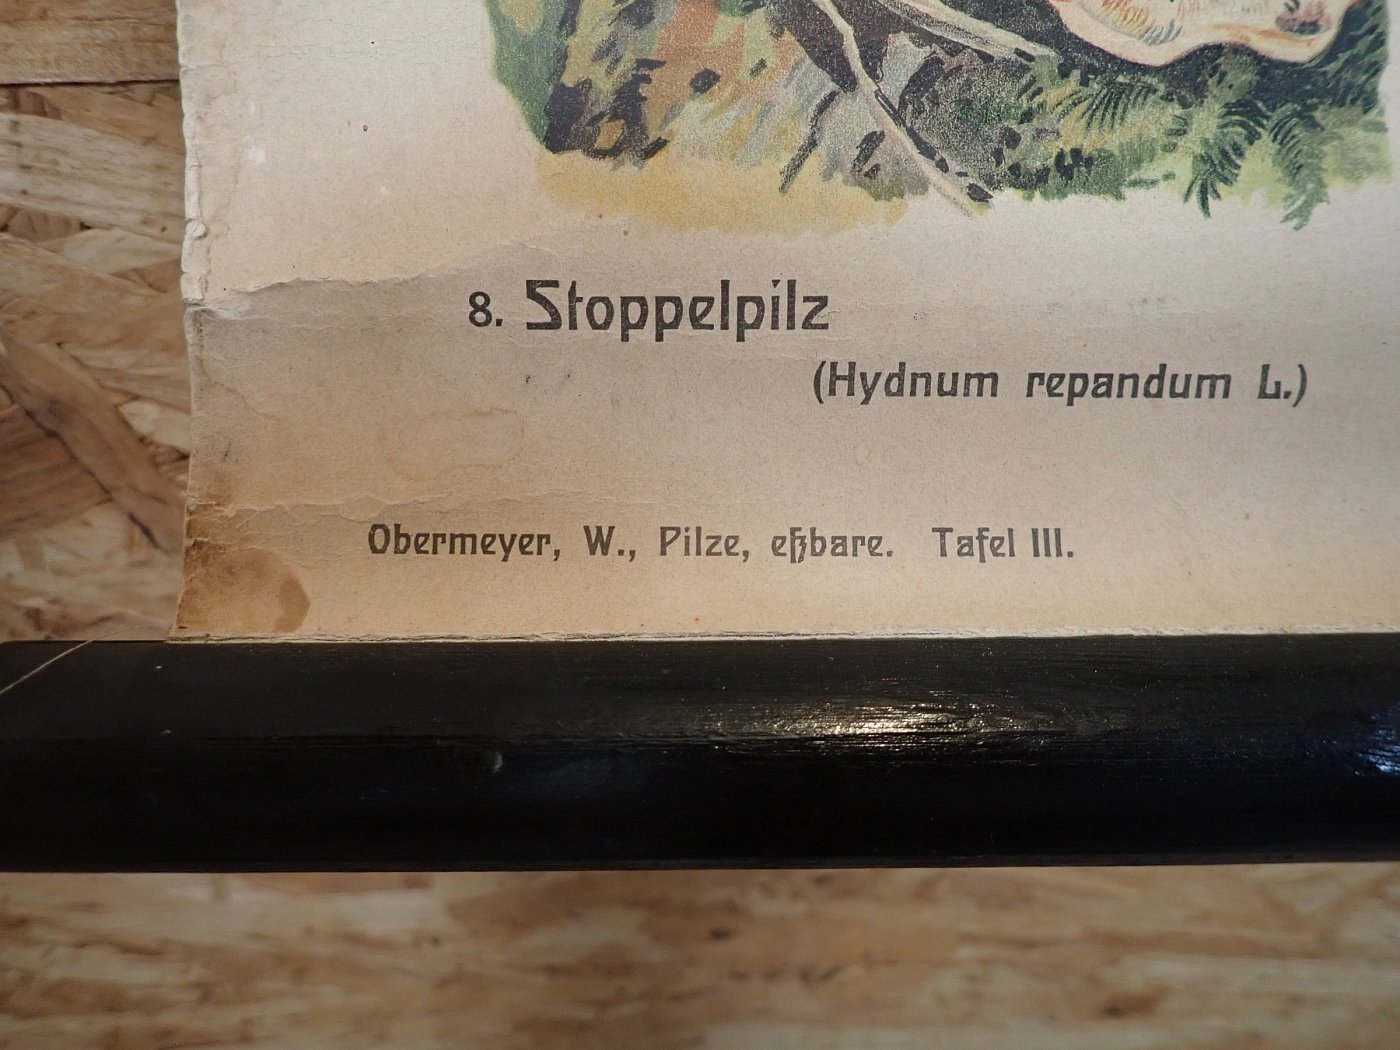 8. Stoppelpilz
(Hydnum repandum L.)
Obermeyer, W., Pilze, eßbare. Tafel III.